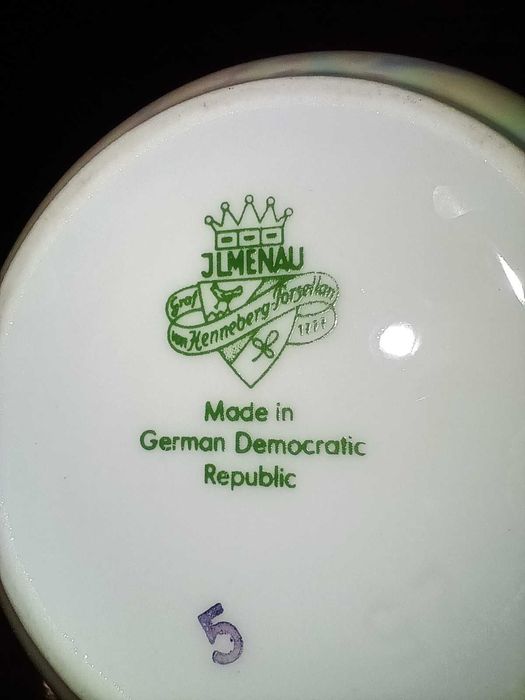 JLMENAU
Graf
von Henneberg-Porzellan
1777
Made in
German Democratic
Republic
5